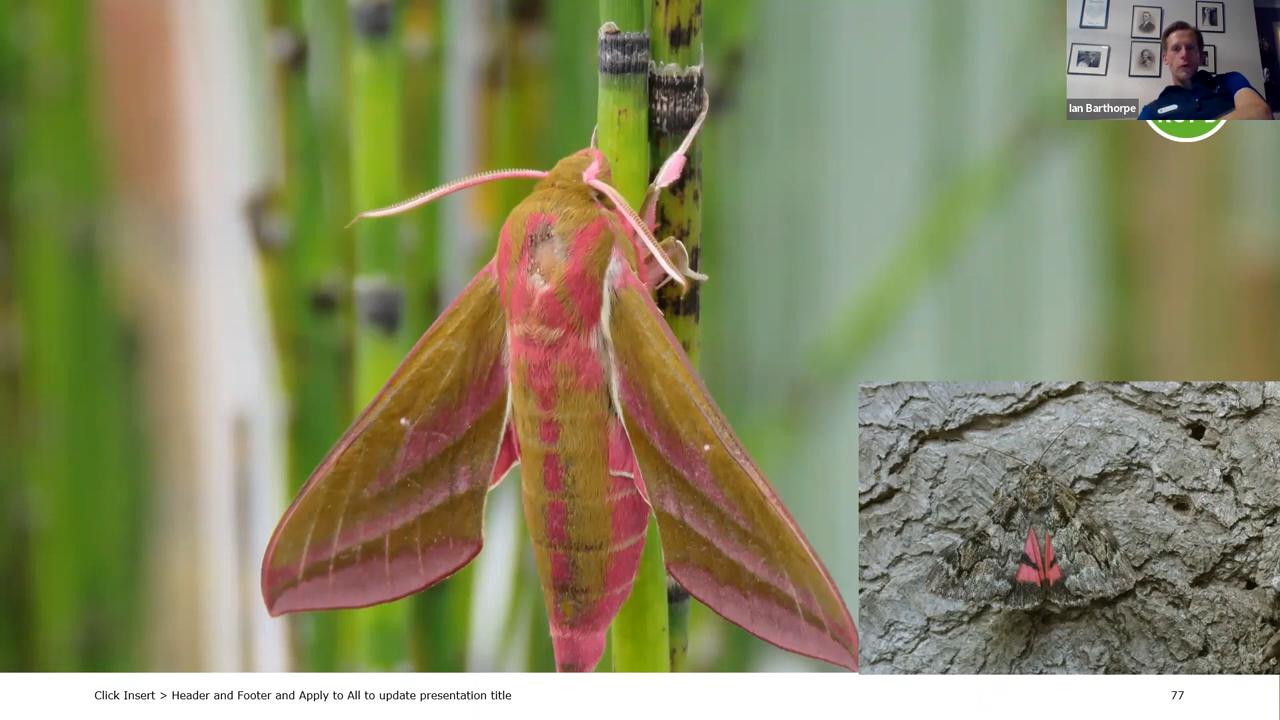 Ian Barthorpe
Click Insert > Header and Footer and Apply to All to update presentation title
77